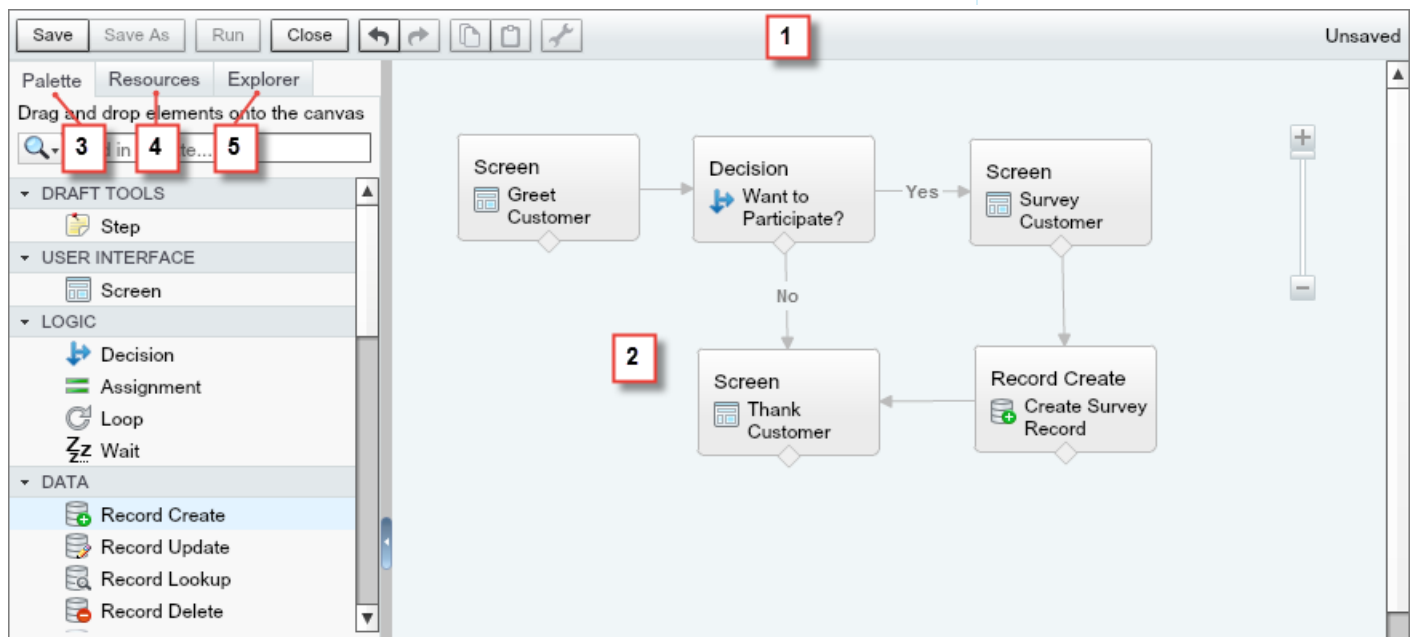 Save Save As Run Close 1 Unsaved
Palette Resources Explorer
Drag and drop elements onto the canvas
3 4 5
DRAFT TOOLS
Step
USER INTERFACE
Screen
LOGIC
Decision
Assignment
Loop
Zzz Wait
DATA
Record Create
Record Update
Record Lookup
Record Delete
Screen
Greet
Customer
Decision
Want to
Participate?
Yes
Screen
Survey
Customer
No
2
Screen
Thank
Customer
Record Create
Create Survey
Record